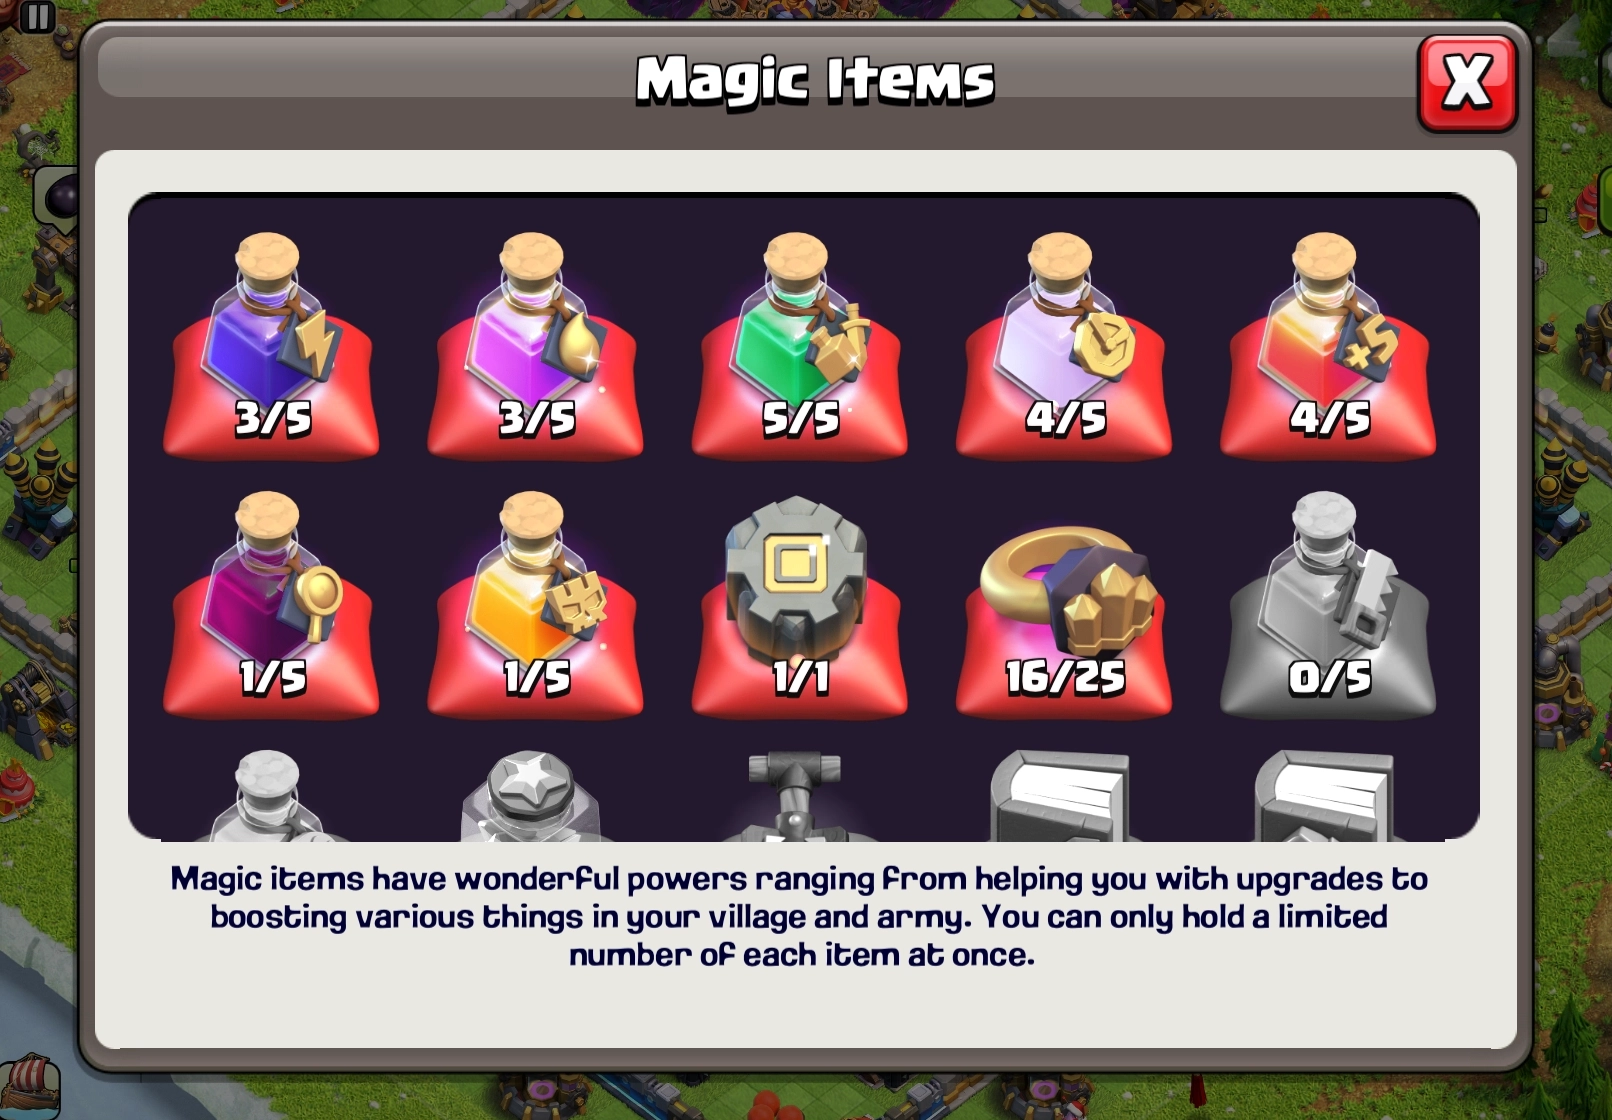 Magic Items
X
3/5
3/5
5/5
4/5
x5
4/5
1/5
1/5
1/1
16/25
0/5
Magic items have wonderful powers ranging from helping you with upgrades to
boosting various things in your village and army. You can only hold a limited
number of each item at once.